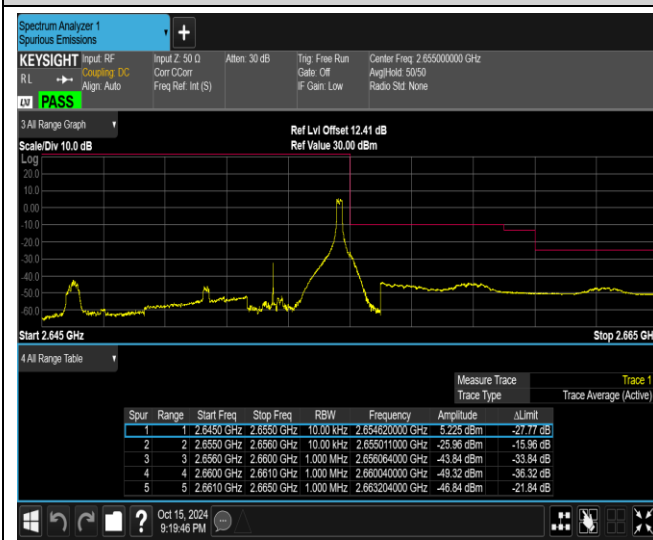 Spectrum Analyzer 1
Spurious Emissions
KEYSIGHT Input: RF Input Z: 50 Ω Atten: 30 dB Trig: Free Run Center Freq: 2.655000000 GHz
RL Coupling: DC Corr CCorr Gate: Off Avg|Hold: 50/50
Align: Auto Freq Ref: Int (S) IF Gain: Low Radio Std: None
LXI PASS
3 All Range Graph
Ref Lvl Offset 12.41 dB
Scale/Div 10.0 dB Ref Value 30.00 dBm
Log
20.0
10.0
0.00
-10.0
-20.0
-30.0
-40.0
-50.0
-60.0
Start 2.645 GHz Stop 2.665 GH
4 All Range Table
Measure Trace Trace 1
Trace Type Trace Average (Active)
Spur Range Start Freq Stop Freq RBW Frequency Amplitude ΔLimit
1 1 2.6450 GHz 2.6550 GHz 10.00 kHz 2.654620000 GHz 5.225 dBm -27.77 dB
2 2 2.6550 GHz 2.6560 GHz 10.00 kHz 2.655011000 GHz -25.96 dBm -15.96 dB
3 3 2.6560 GHz 2.6600 GHz 1.000 MHz 2.656064000 GHz -43.84 dBm -33.84 dB
4 4 2.6600 GHz 2.6610 GHz 1.000 MHz 2.660040000 GHz -49.32 dBm -36.32 dB
5 5 2.6610 GHz 2.6650 GHz 1.000 MHz 2.663204000 GHz -46.84 dBm -21.84 dB
Oct 15, 2024
9:19:46 PM